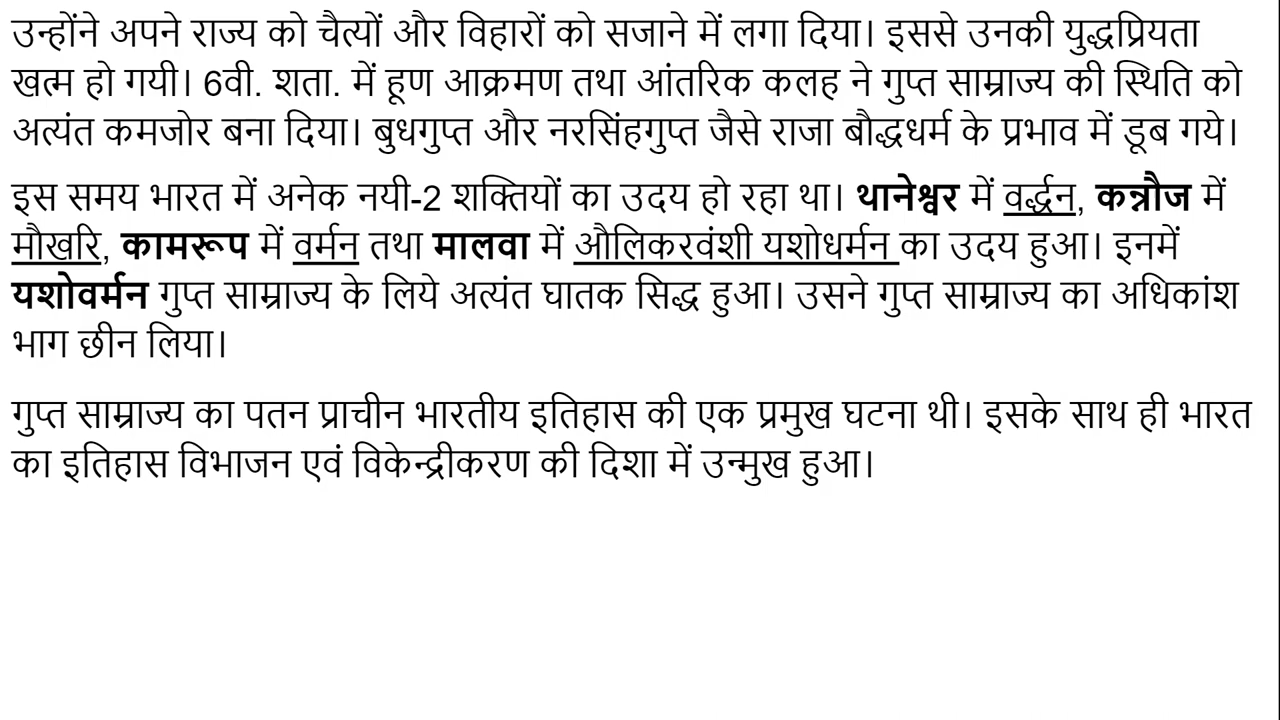 उन्होंने अपने राज्य को चैत्यों और विहारों को सजाने में लगा दिया। इससे उनकी युद्धप्रियता
खत्म हो गयी। 6वी. शता. में हूण आक्रमण तथा आंतरिक कलह ने गुप्त साम्राज्य की स्थिति को
अत्यंत कमजोर बना दिया। बुधगुप्त और नरसिंहगुप्त जैसे राजा बौद्धधर्म के प्रभाव में डूब गये।
इस समय भारत में अनेक नयी-2 शक्तियों का उदय हो रहा था। थानेश्वर में वर्द्धन, कन्नौज में
मौखरि, कामरूप में वर्मन तथा मालवा में औलिकरवंशी यशोधर्मन का उदय हुआ। इनमें
यशोवर्मन गुप्त साम्राज्य के लिये अत्यंत घातक सिद्ध हुआ। उसने गुप्त साम्राज्य का अधिकांश
भाग छीन लिया।
गुप्त साम्राज्य का पतन प्राचीन भारतीय इतिहास की एक प्रमुख घटना थी। इसके साथ ही भारत
का इतिहास विभाजन एवं विकेन्द्रीकरण की दिशा में उन्मुख हुआ।